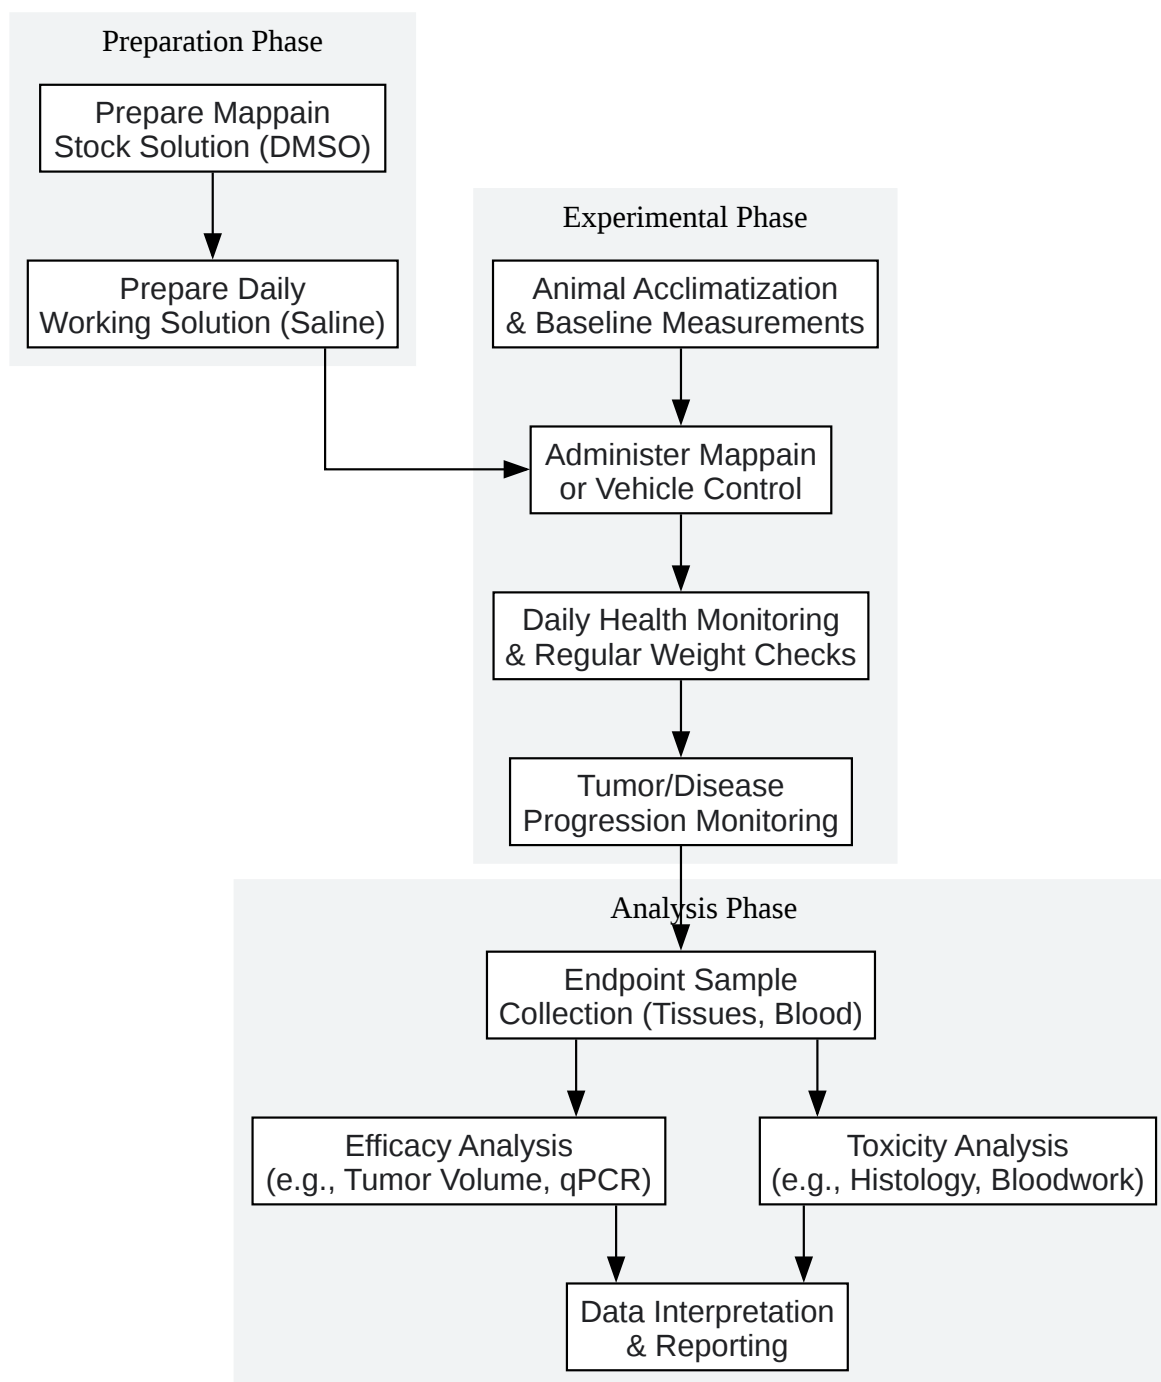 Preparation Phase
Prepare Mappain
Stock Solution (DMSO)
Prepare Daily
Working Solution (Saline)
Experimental Phase
Animal Acclimatization
& Baseline Measurements
Administer Mappain
or Vehicle Control
Daily Health Monitoring
& Regular Weight Checks
Tumor/Disease
Progression Monitoring
Analysis Phase
Endpoint Sample
Collection (Tissues, Blood)
Efficacy Analysis
(e.g., Tumor Volume, qPCR)
Toxicity Analysis
(e.g., Histology, Bloodwork)
Data Interpretation
& Reporting